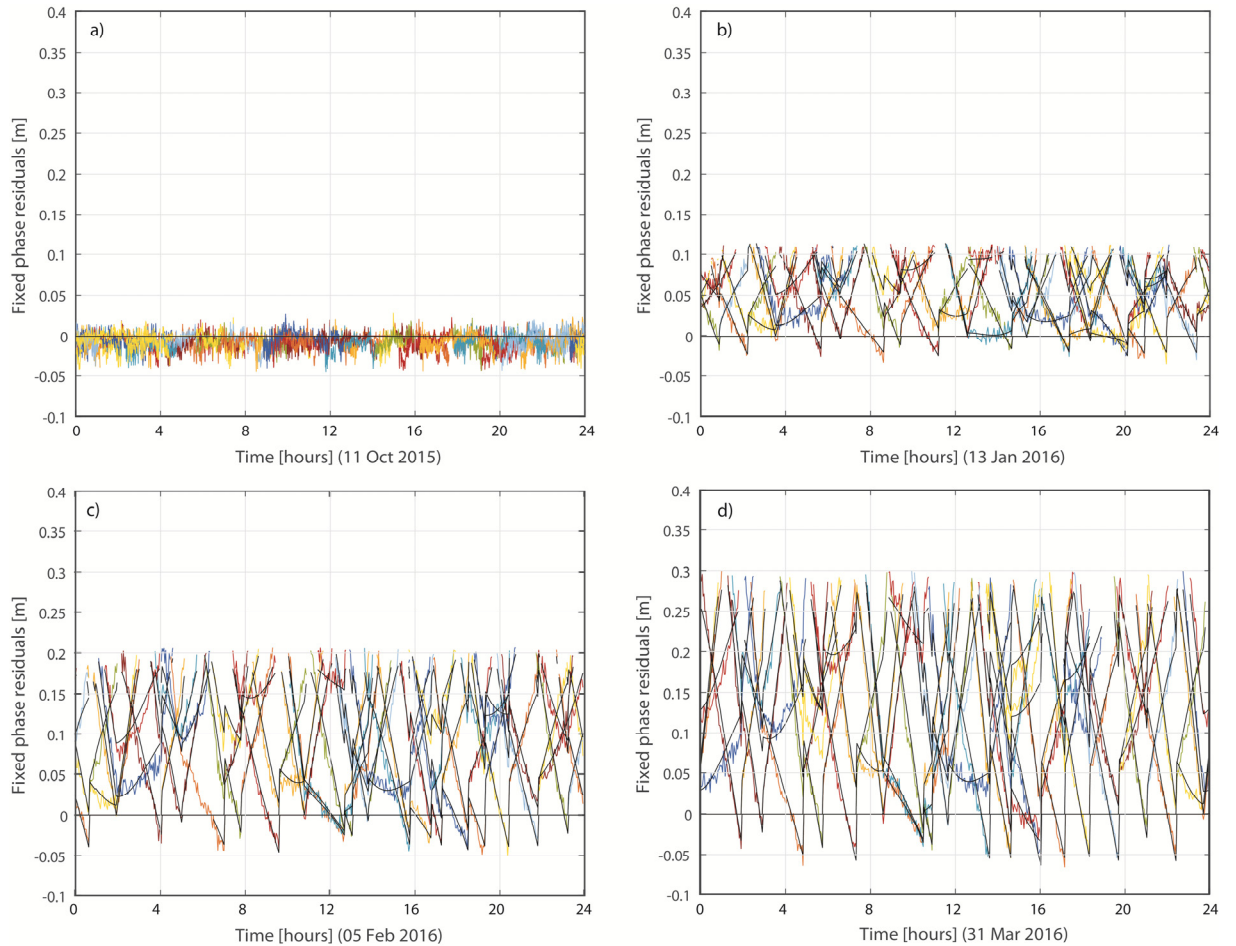 a)
0.4
0.35
0.3
0.25
0.2
0.15
0.1
0.05
0
-0.05
-0.1
Fixed phase residuals [m]
0 4 8 12 16 20 24
Time [hours] (11 Oct 2015)
b)
0.4
0.35
0.3
0.25
0.2
0.15
0.1
0.05
0
-0.05
-0.1
Fixed phase residuals [m]
0 4 8 12 16 20 24
Time [hours] (13 Jan 2016)
c)
0.4
0.35
0.3
0.25
0.2
0.15
0.1
0.05
0
-0.05
-0.1
Fixed phase residuals [m]
0 4 8 12 16 20 24
Time [hours] (05 Feb 2016)
d)
0.4
0.35
0.3
0.25
0.2
0.15
0.1
0.05
0
-0.05
-0.1
Fixed phase residuals [m]
0 4 8 12 16 20 24
Time [hours] (31 Mar 2016)